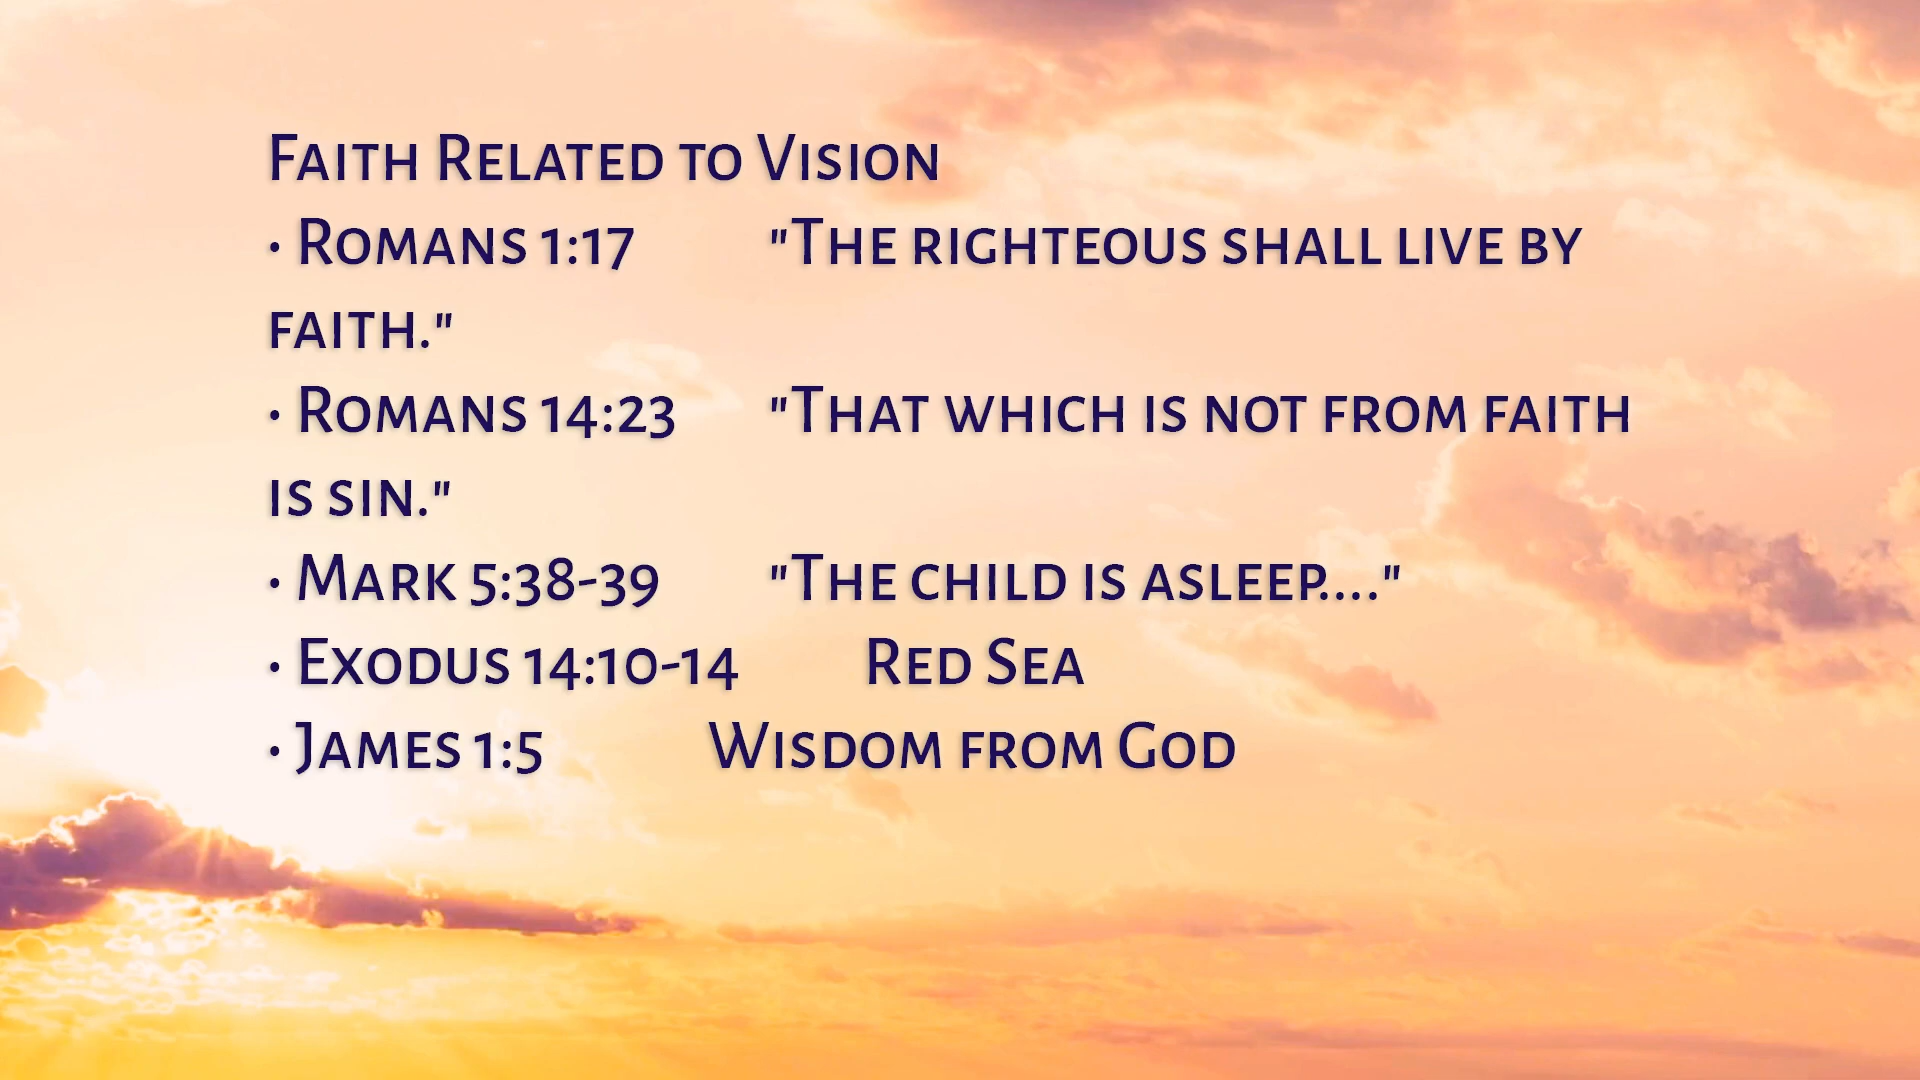 Faith Related to Vision
• Romans 1:17 "The righteous shall live by
faith."
• Romans 14:23 "That which is not from faith
is sin."
• Mark 5:38-39 "The child is asleep...."
• Exodus 14:10-14 Red Sea
• James 1:5 Wisdom from God